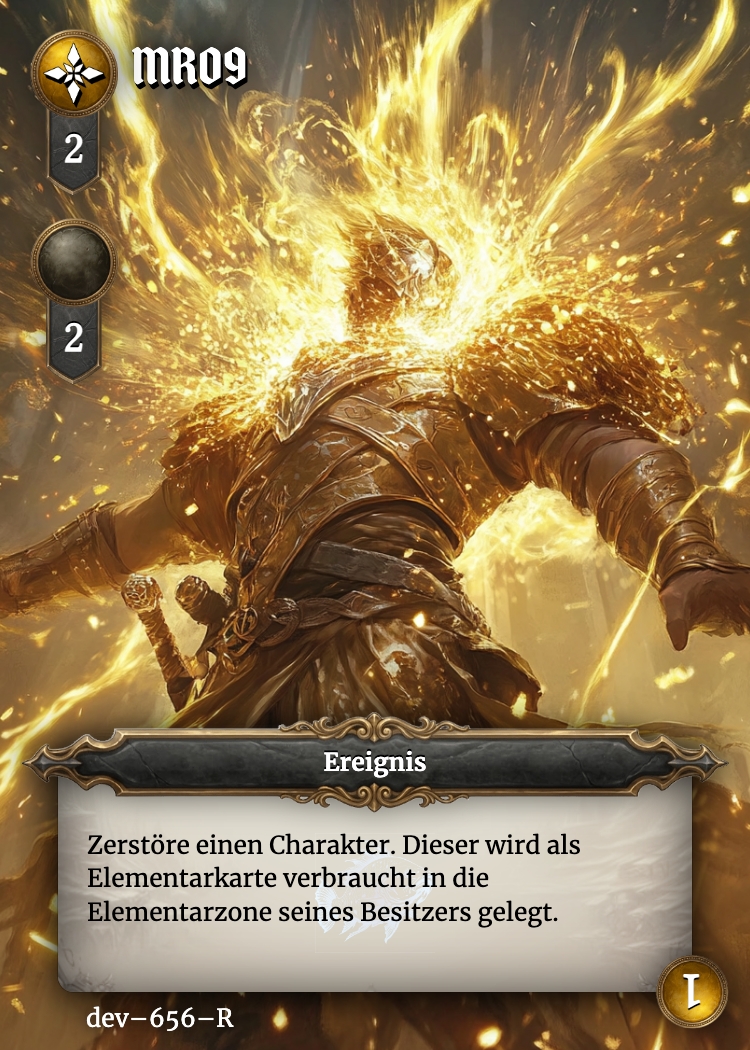 MR09
2
2
Ereignis
Zerstöre einen Charakter. Dieser wird als
Elementarkarte verbraucht in die
Elementarzone seines Besitzers gelegt.
1
dev–656–R